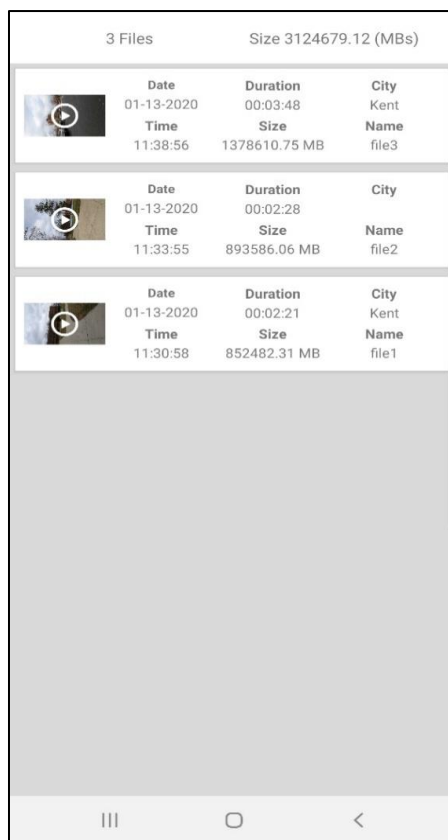 3 Files Size 3124679.12 (MBs)
Date Duration City
01-13-2020 00:03:48 Kent
Time Size Name
11:38:56 1378610.75 MB file3
Date Duration City
01-13-2020 00:02:28
Time Size Name
11:33:55 893586.06 MB file2
Date Duration City
01-13-2020 00:02:21 Kent
Time Size Name
11:30:58 852482.31 MB file1